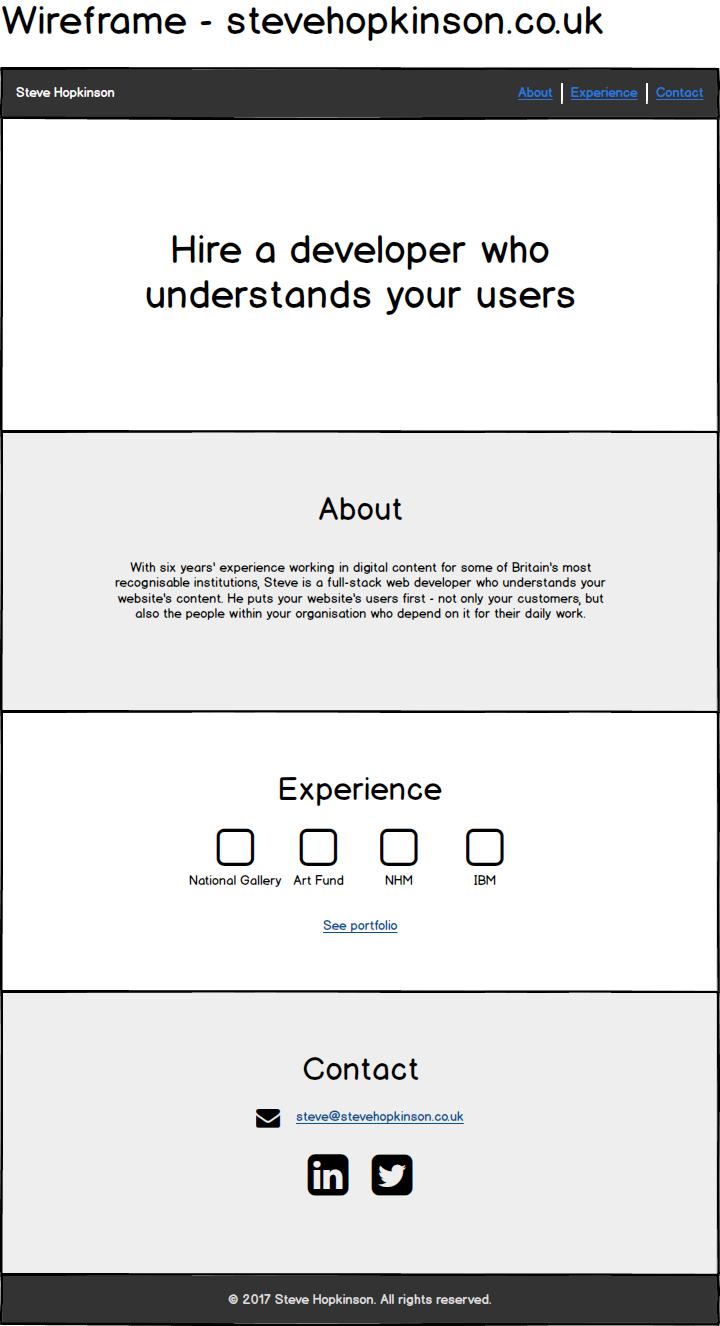 Wireframe - stevehopkinson.co.uk
Steve Hopkinson
About
Experience
Contact
Hire a developer who
understands your users
About
With six years' experience working in digital content for some of Britain's most
recognisable institutions, Steve is a full-stack web developer who understands your
website's content. He puts your website's users first - not only your customers, but
also the people within your organisation who depend on it for their daily work.
Experience
National Gallery
Art Fund
NHM
IBM
See portfolio
Contact
steve@stevehopkinson.co.uk
in
© 2017 Steve Hopkinson. All rights reserved.